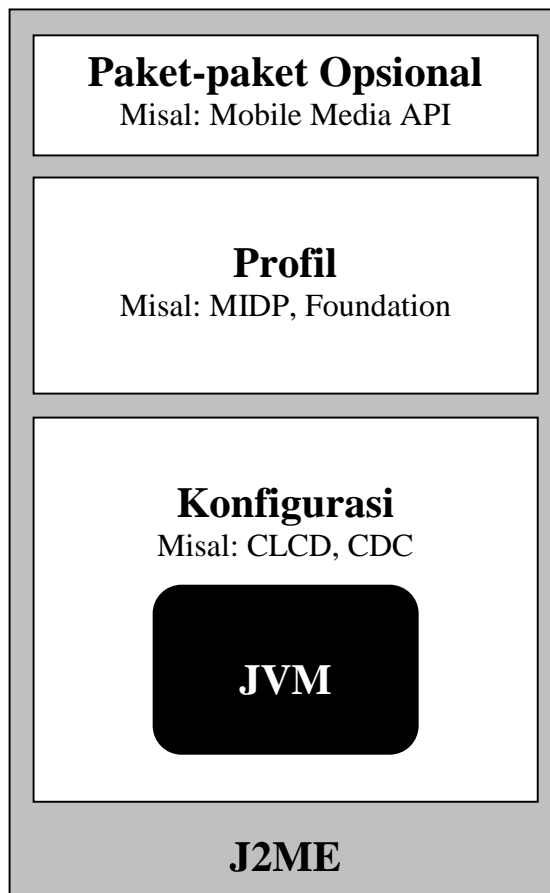 Paket-paket Opsional
Misal: Mobile Media API
Profil
Misal: MIDP, Foundation
Konfigurasi
Misal: CLCD, CDC
JVM
J2ME